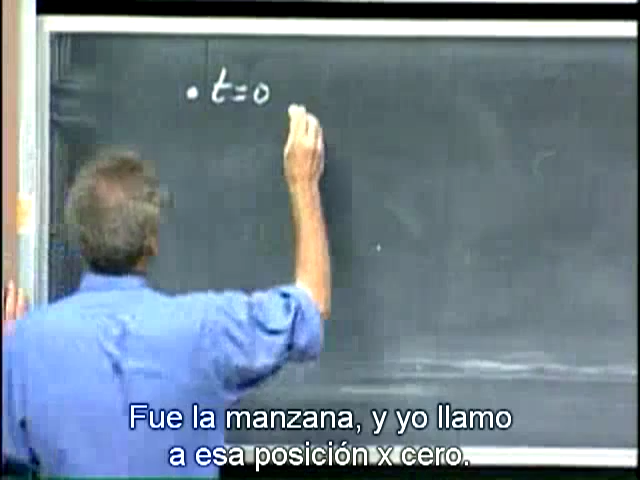 • t=0
Fue la manzana, y yo llamo
a esa posición x cero.